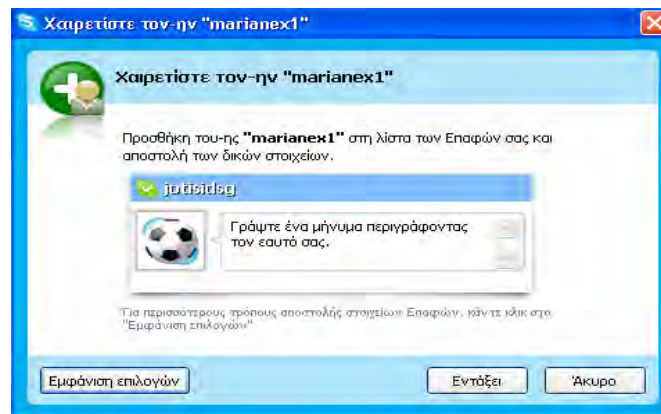 Χαιρετίστε τον-ην "marianex1"
Χαιρετίστε τον-ην "marianex1"
Προσθήκη του-ης "marianex1" στη λίστα των Επαφών σας και
αποστολή των δικών στοιχείων.
jotisidsg
Γράψτε ένα μήνυμα περιγράφοντας
τον εαυτό σας.
Για περισσότερους τρόπους αποστολής στοιχείων Επαφών, κάντε κλικ στο
"Εμφάνιση επιλογών"
Εμφάνιση επιλογών
Εντάξει
Άκυρο